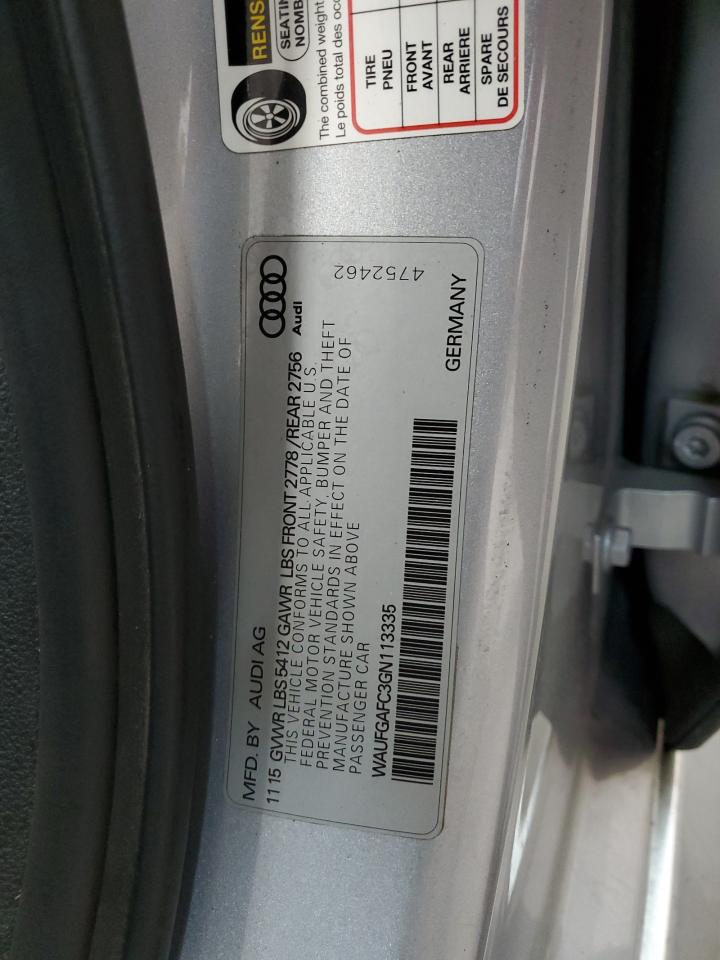 RENS
SEATIN
NOMB
The combined weight
Le poids total des occ
TIRE
PNEU
FRONT
AVANT
REAR
ARRIERE
SPARE
DE SECOURS
Audi
4752462
MFD. BY AUDI AG
11 15 GVWR LBS 5412 GAWR LBS FRONT 2778 / REAR 2756
THIS VEHICLE CONFORMS TO ALL APPLICABLE U.S.
FEDERAL MOTOR VEHICLE SAFETY, BUMPER AND THEFT
PREVENTION STANDARDS IN EFFECT ON THE DATE OF
MANUFACTURE SHOWN ABOVE
PASSENGER CAR
WAUFGAFC3GN113335
GERMANY